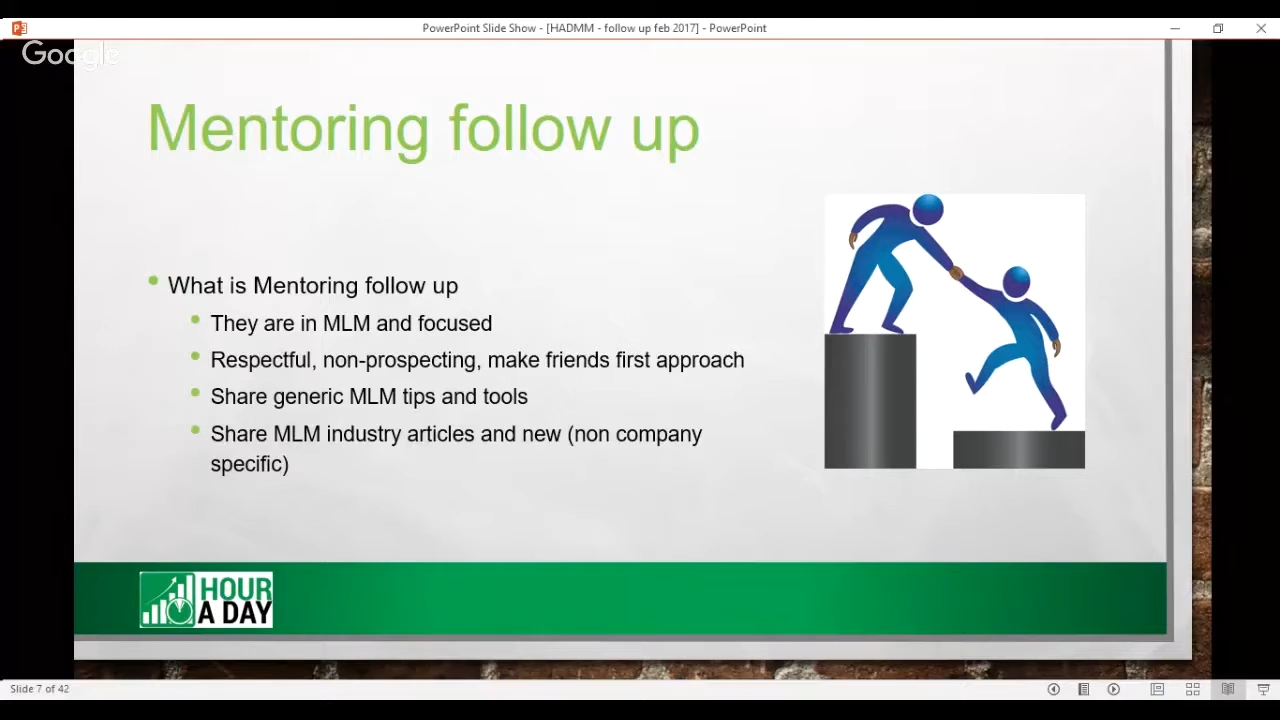 PowerPoint Slide Show - [HADMM - follow up feb 2017] - PowerPoint
Google
Mentoring follow up
What is Mentoring follow up
They are in MLM and focused
Respectful, non-prospecting, make friends first approach
Share generic MLM tips and tools
Share MLM industry articles and new (non company
specific)
HOUR
A DAY
Slide 7 of 42